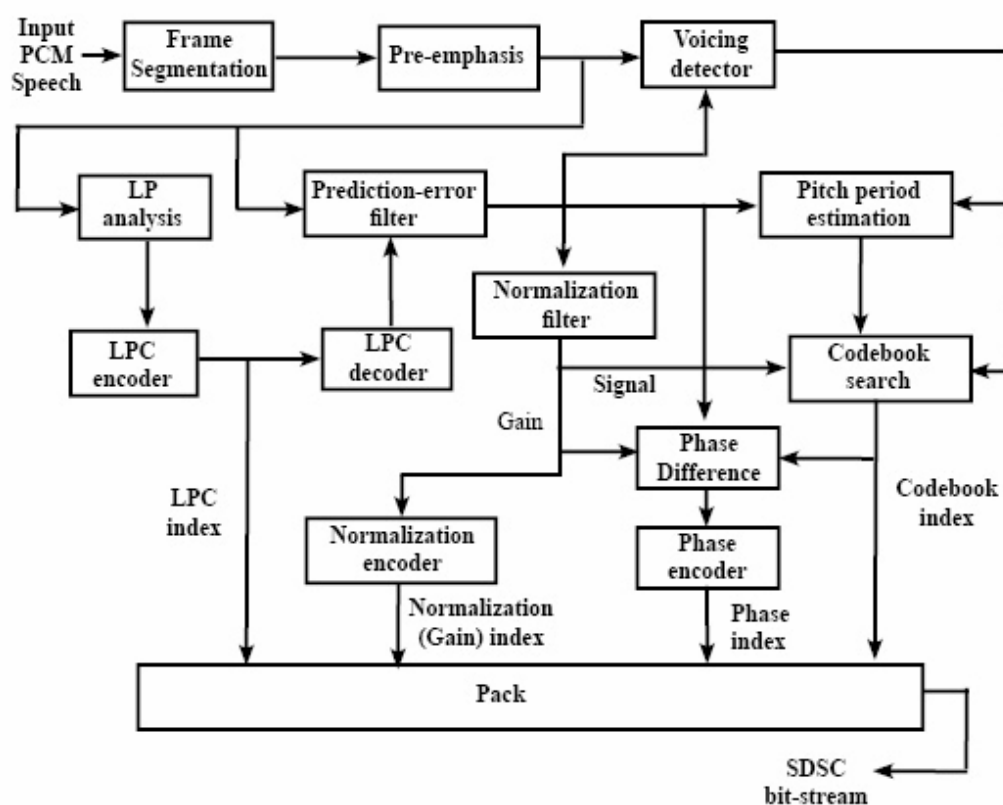 Input
PCM
Speech
Frame
Segmentation
Pre-emphasis
Voicing
detector
LP
analysis
Prediction-error
filter
Pitch period
estimation
Normalization
filter
LPC
encoder
LPC
decoder
Codebook
search
Signal
Gain
Phase
Difference
LPC
index
Codebook
index
Normalization
encoder
Phase
encoder
Normalization
(Gain) index
Phase
index
Pack
SDSC
bit-stream